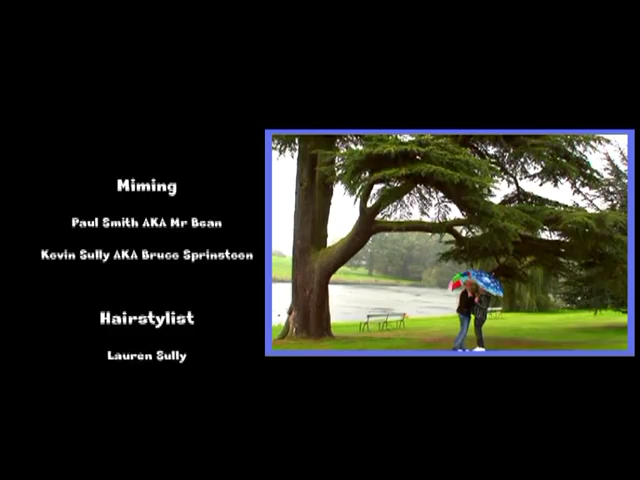 Miming
Paul Smith AKA Mr Bean
Kevin Sully AKA Bruce Sprinsteen
Hairstylist
Lauren Sully